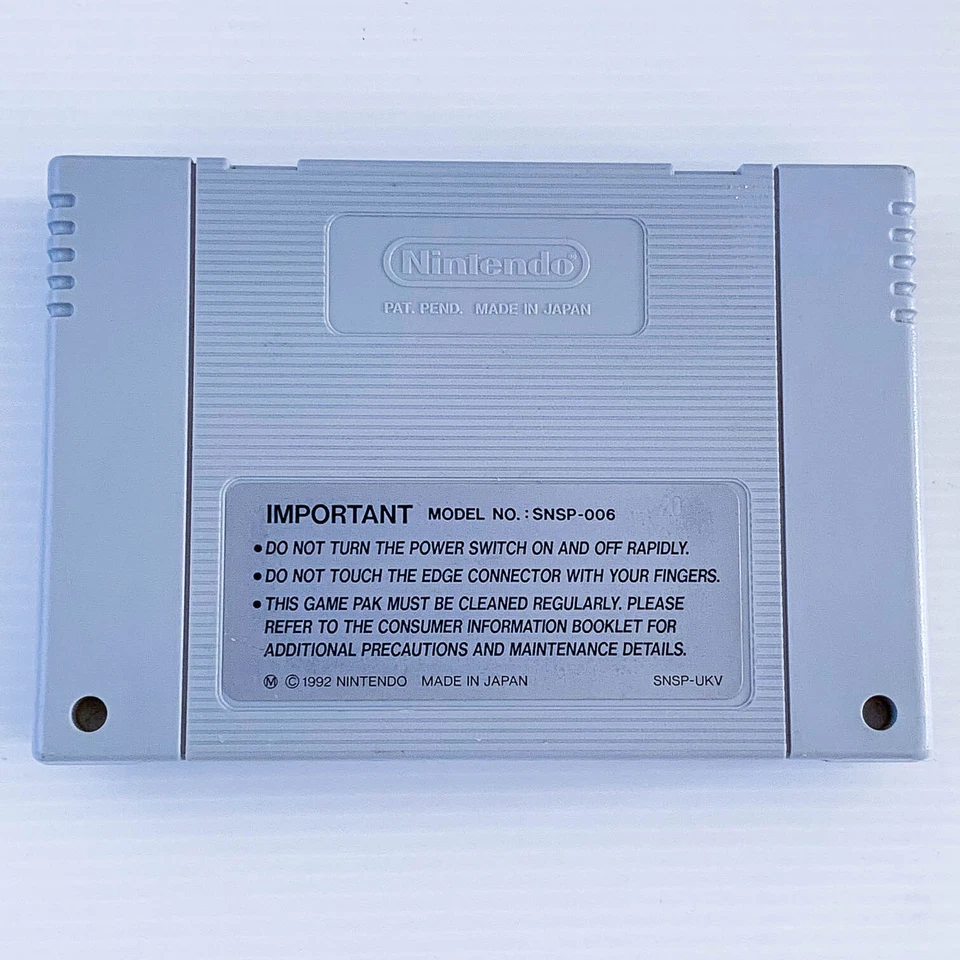 Nintendo®
PAT. PEND. MADE IN JAPAN
IMPORTANT MODEL NO.: SNSP-006
•DO NOT TURN THE POWER SWITCH ON AND OFF RAPIDLY.
•DO NOT TOUCH THE EDGE CONNECTOR WITH YOUR FINGERS.
•THIS GAME PAK MUST BE CLEANED REGULARLY. PLEASE
REFER TO THE CONSUMER INFORMATION BOOKLET FOR
ADDITIONAL PRECAUTIONS AND MAINTENANCE DETAILS.
Ⓜ ©1992 NINTENDO MADE IN JAPAN SNSP-UKV